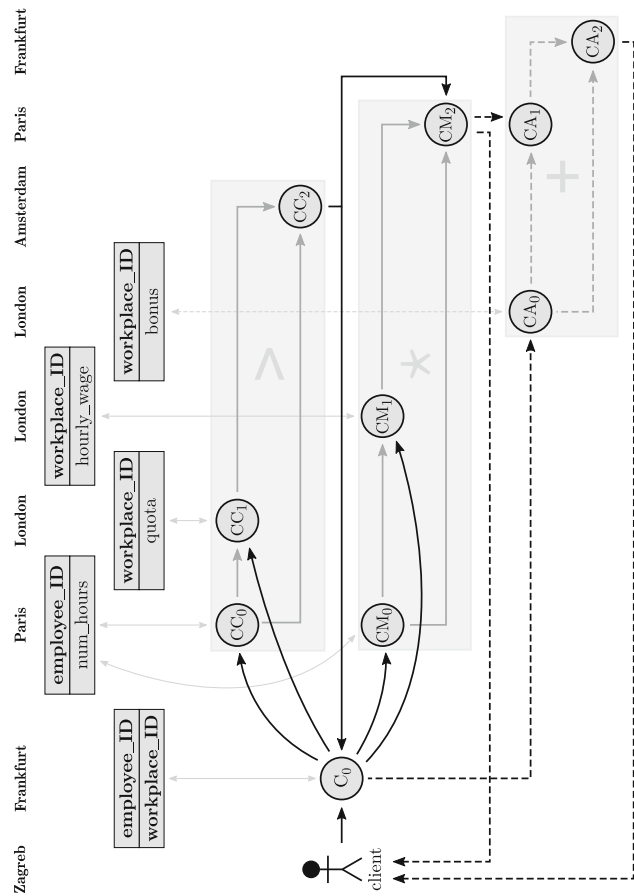 Zagreb
Frankfurt
Paris
London
London
London
Amsterdam
Paris
Frankfurt
employee_ID
workplace_ID
employee_ID
num_hours
workplace_ID
quota
workplace_ID
hourly_wage
workplace_ID
bonus
CC0
CC1
<
CC2
client
C0
CM0
CM1
*
CM2
CA0
+
CA1
CA2